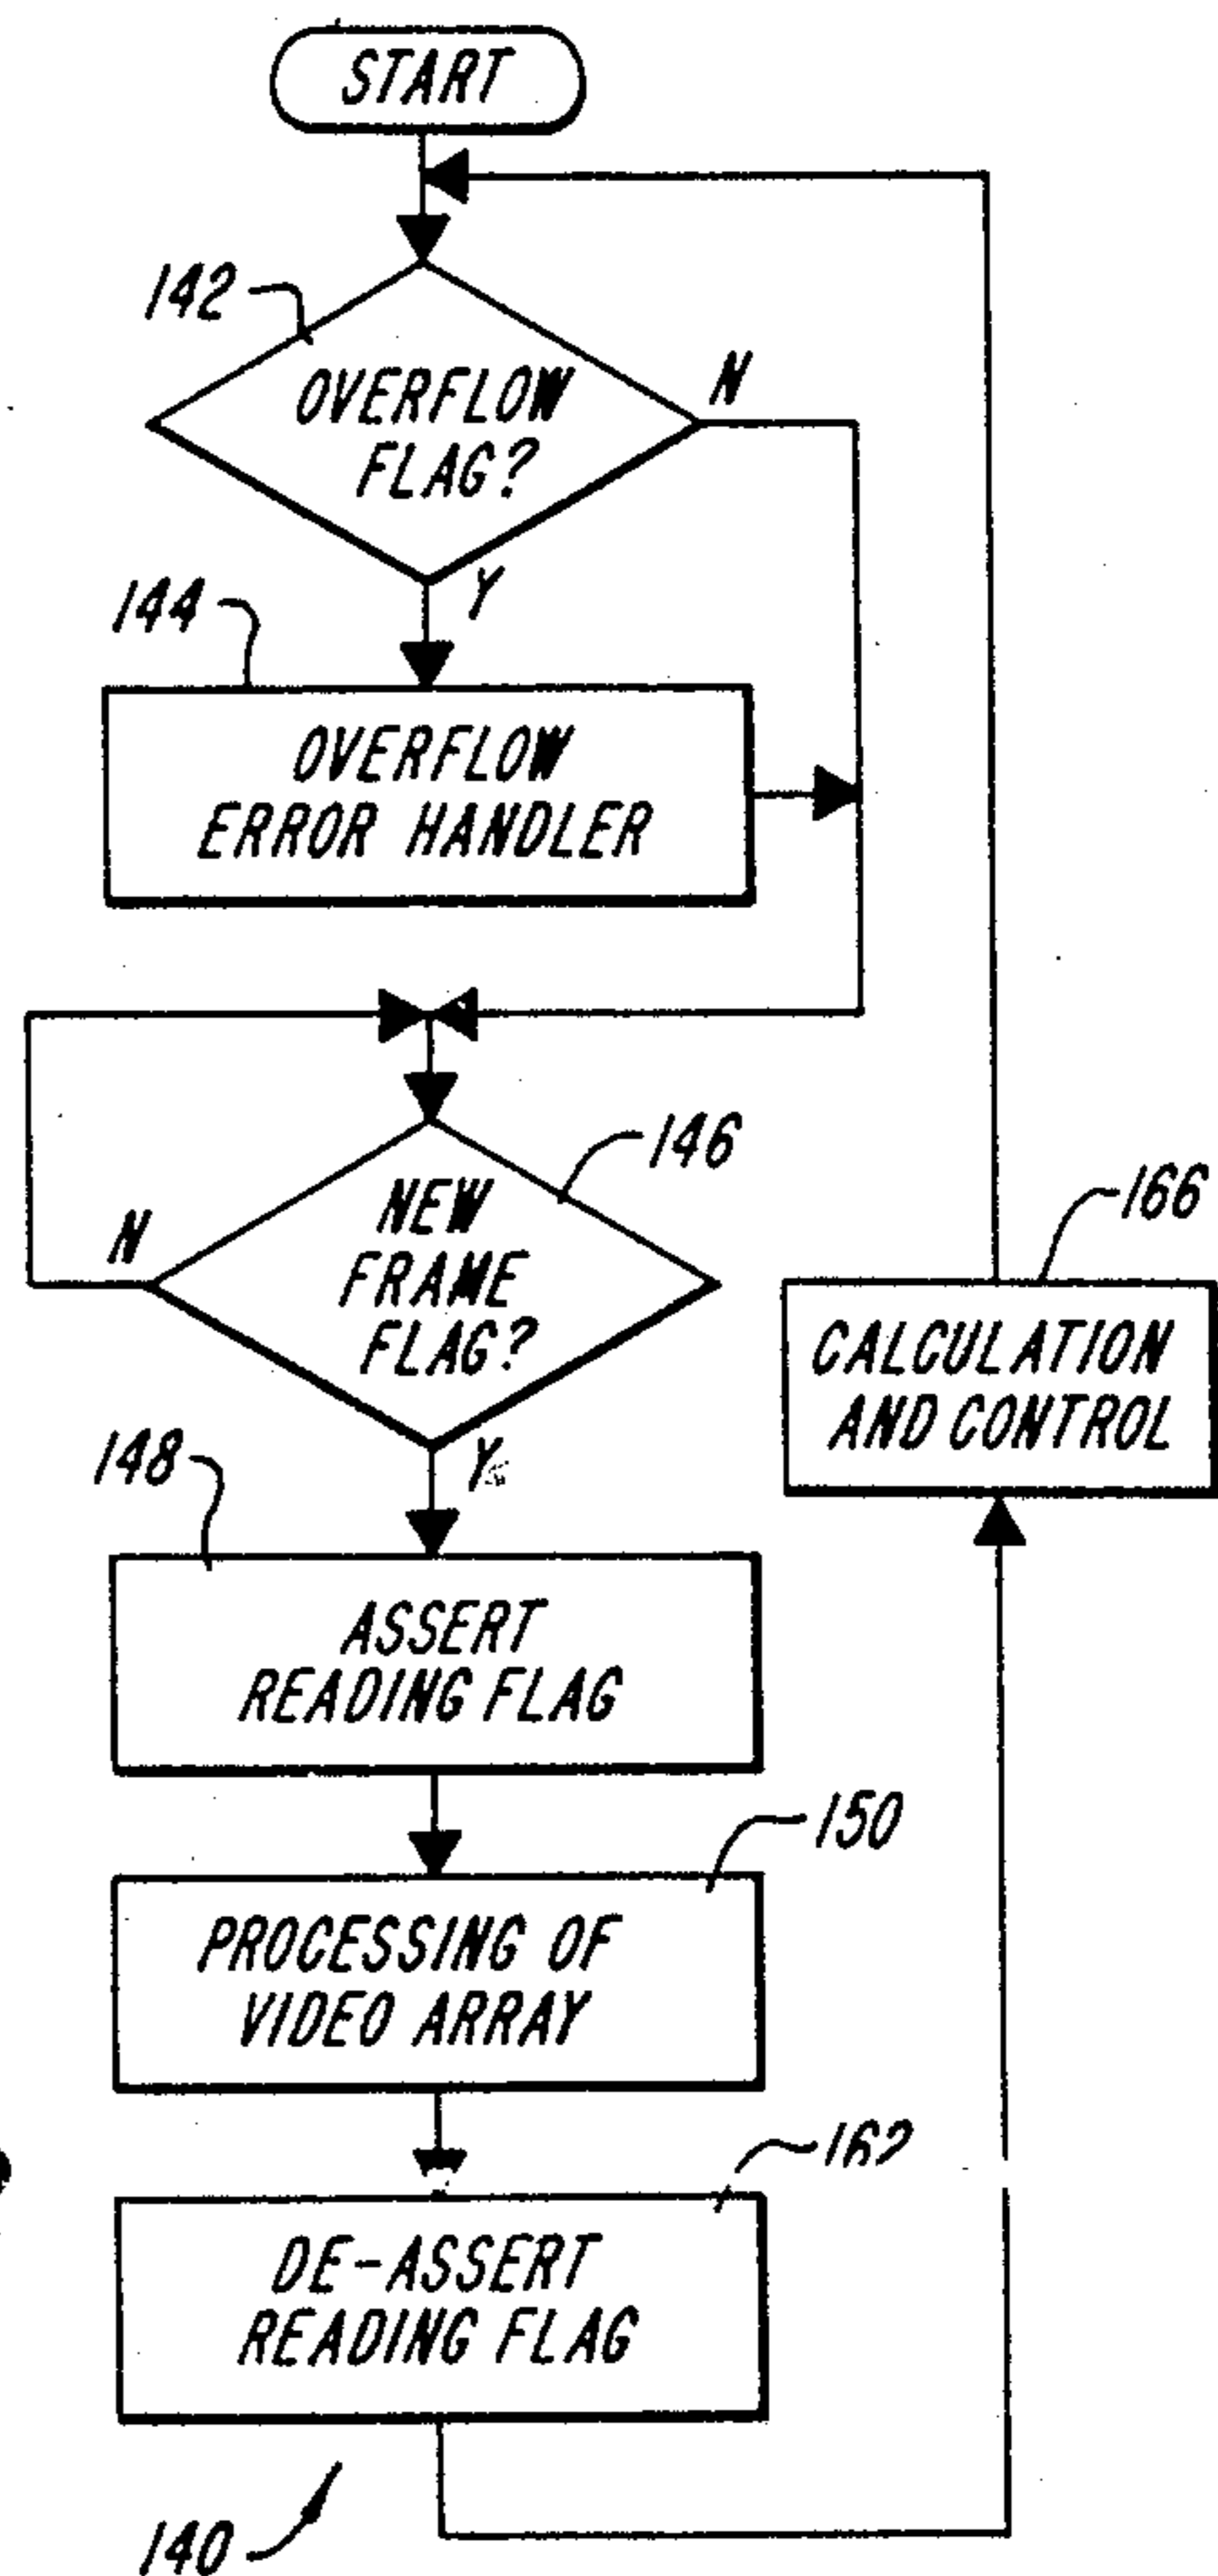 START
142
OVERFLOW
FLAG?
N
Y
144
OVERFLOW
ERROR HANDLER
146
NEW
FRAME
FLAG?
N
Y
166
CALCULATION
AND CONTROL
148
ASSERT
READING FLAG
150
PROCESSING OF
VIDEO ARRAY
162
DE-ASSERT
READING FLAG
140